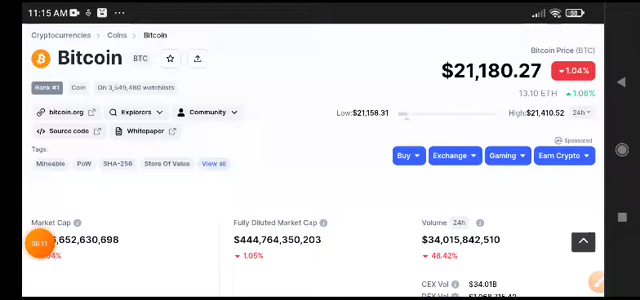 11:15 AM
Cryptocurrencies > Coins > Bitcoin
Bitcoin BTC
Rank #1 Coin On 3,549,480 watchlists
bitcoin.org Explorers Community
Source code Whitepaper
Tags:
Mineable PoW SHA-256 Store Of Value View all
Bitcoin Price (BTC)
$21,180.27 1.04%
13.10 ETH 1.06%
Low: $21,158.31 High: $21,410.52 24h
Sponsored
Buy Exchange Gaming Earn Crypto
Market Cap
652,630,698
Fully Diluted Market Cap
$444,764,350,203
1.05%
Volume 24h
$34,015,842,510
48.42%
CEX Vol $34.01B
DEX Vol
00:11